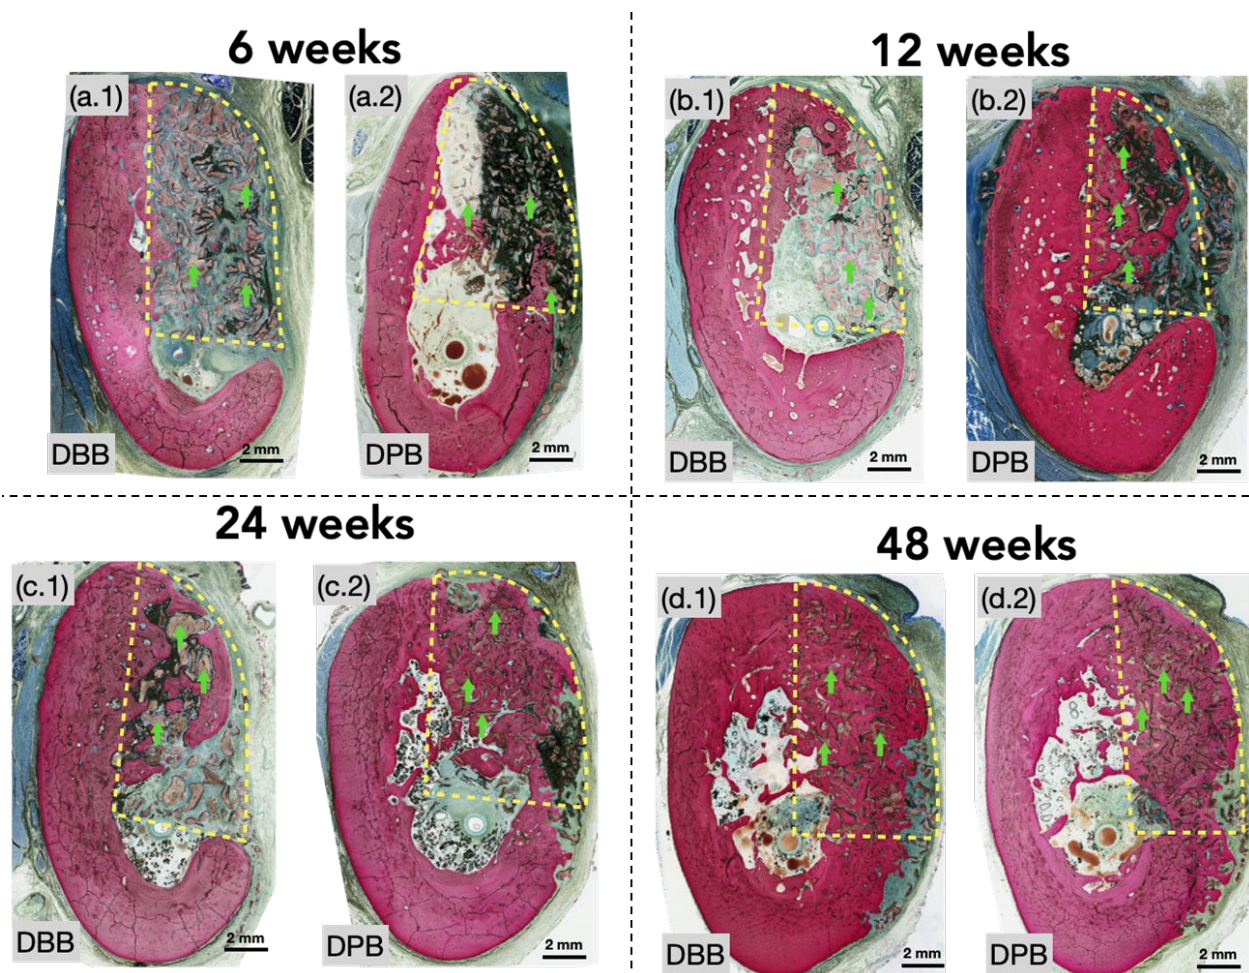 6 weeks
(a.1)
(a.2)
DBB
2 mm
DPB
2 mm
12 weeks
(b.1)
(b.2)
DBB
2 mm
DPB
2 mm
24 weeks
(c.1)
(c.2)
DBB
2 mm
DPB
2 mm
48 weeks
(d.1)
(d.2)
DBB
2 mm
DPB
2 mm